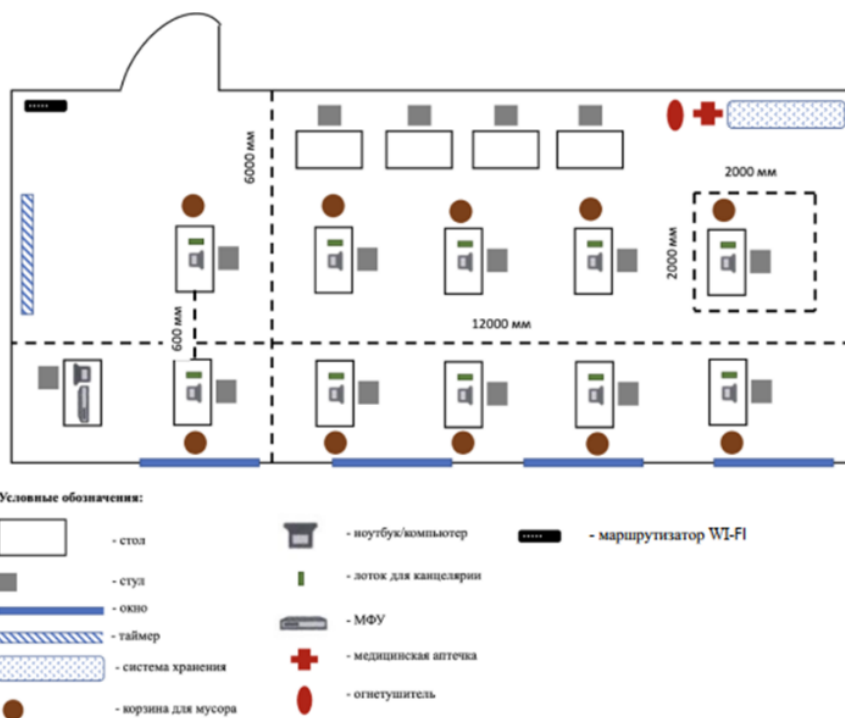 6000 мм
2000 мм
2000 мм
12000 мм
600 мм
Условные обозначения:
- стол
- стул
- окно
- таймер
- система хранения
- корзина для мусора
- ноутбук/компьютер
- лоток для канцелярии
- МФУ
- медицинская аптечка
- огнетушитель
- маршрутизатор WI-FI